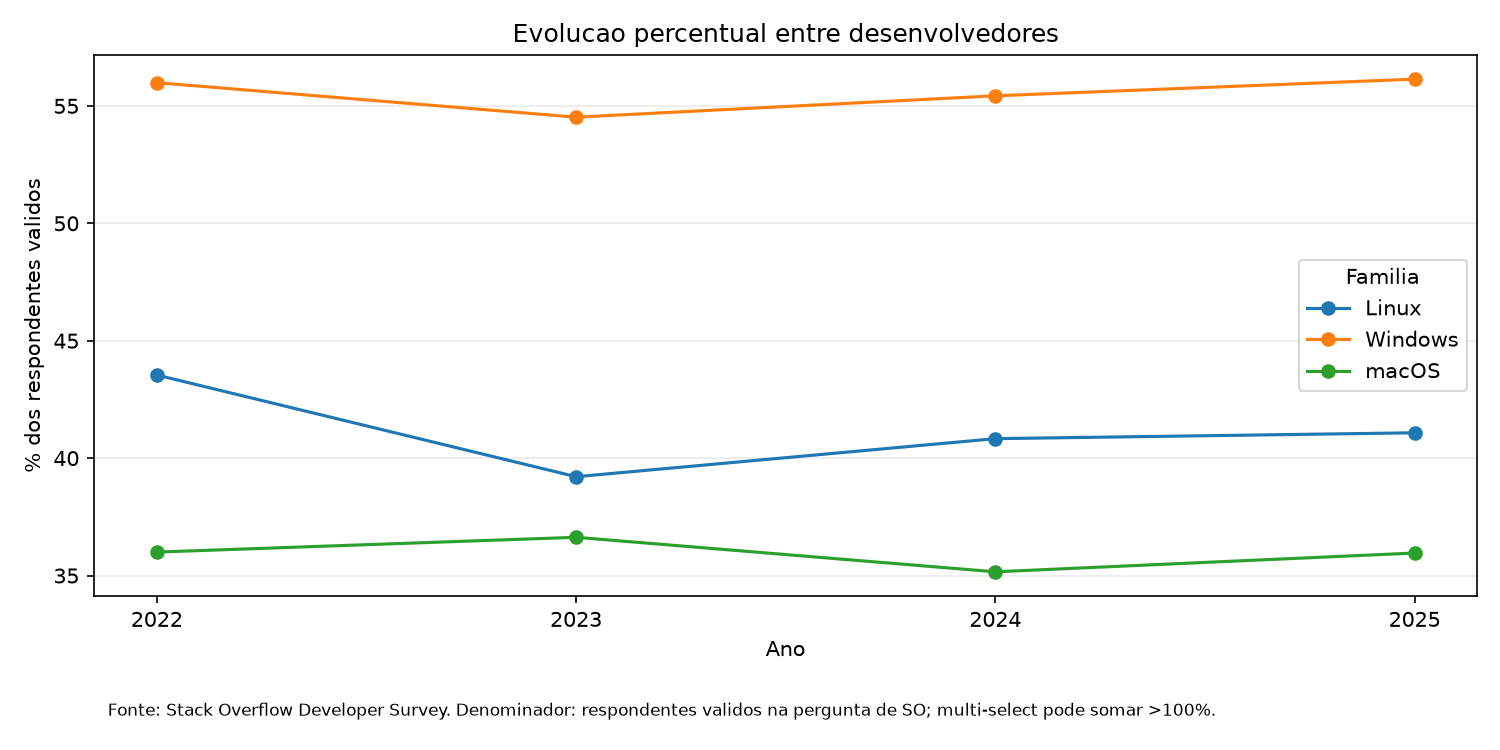 Evolucao percentual entre desenvolvedores
% dos respondentes validos
55
50
45
40
35
Familia
Linux
Windows
macOS
2022 2023 2024 2025
Ano
Fonte: Stack Overflow Developer Survey. Denominador: respondentes validos na pergunta de SO; multi-select pode somar >100%.